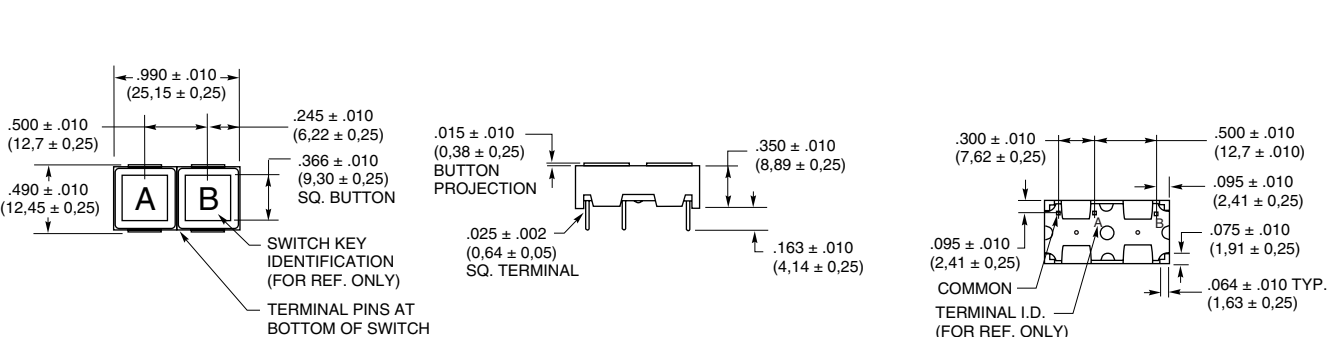 .990 ± .010
(25,15 ± 0,25)
.500 ± .010
(12,7 ± 0,25)
.245 ± .010
(6,22 ± 0,25)
.366 ± .010
(9,30 ± 0,25)
SQ. BUTTON
.490 ± .010
(12,45 ± 0,25)
A
B
SWITCH KEY
IDENTIFICATION
(FOR REF. ONLY)
TERMINAL PINS AT
BOTTOM OF SWITCH
.015 ± .010
(0,38 ± 0,25)
BUTTON
PROJECTION
.350 ± .010
(8,89 ± 0,25)
.025 ± .002
(0,64 ± 0,05)
SQ. TERMINAL
.163 ± .010
(4,14 ± 0,25)
.300 ± .010
(7,62 ± 0,25)
.500 ± .010
(12,7 ± .010)
.095 ± .010
(2,41 ± 0,25)
A
B
.095 ± .010
(2,41 ± 0,25)
.075 ± .010
(1,91 ± 0,25)
COMMON
.064 ± .010 TYP.
(1,63 ± 0,25)
TERMINAL I.D.
(FOR REF. ONLY)